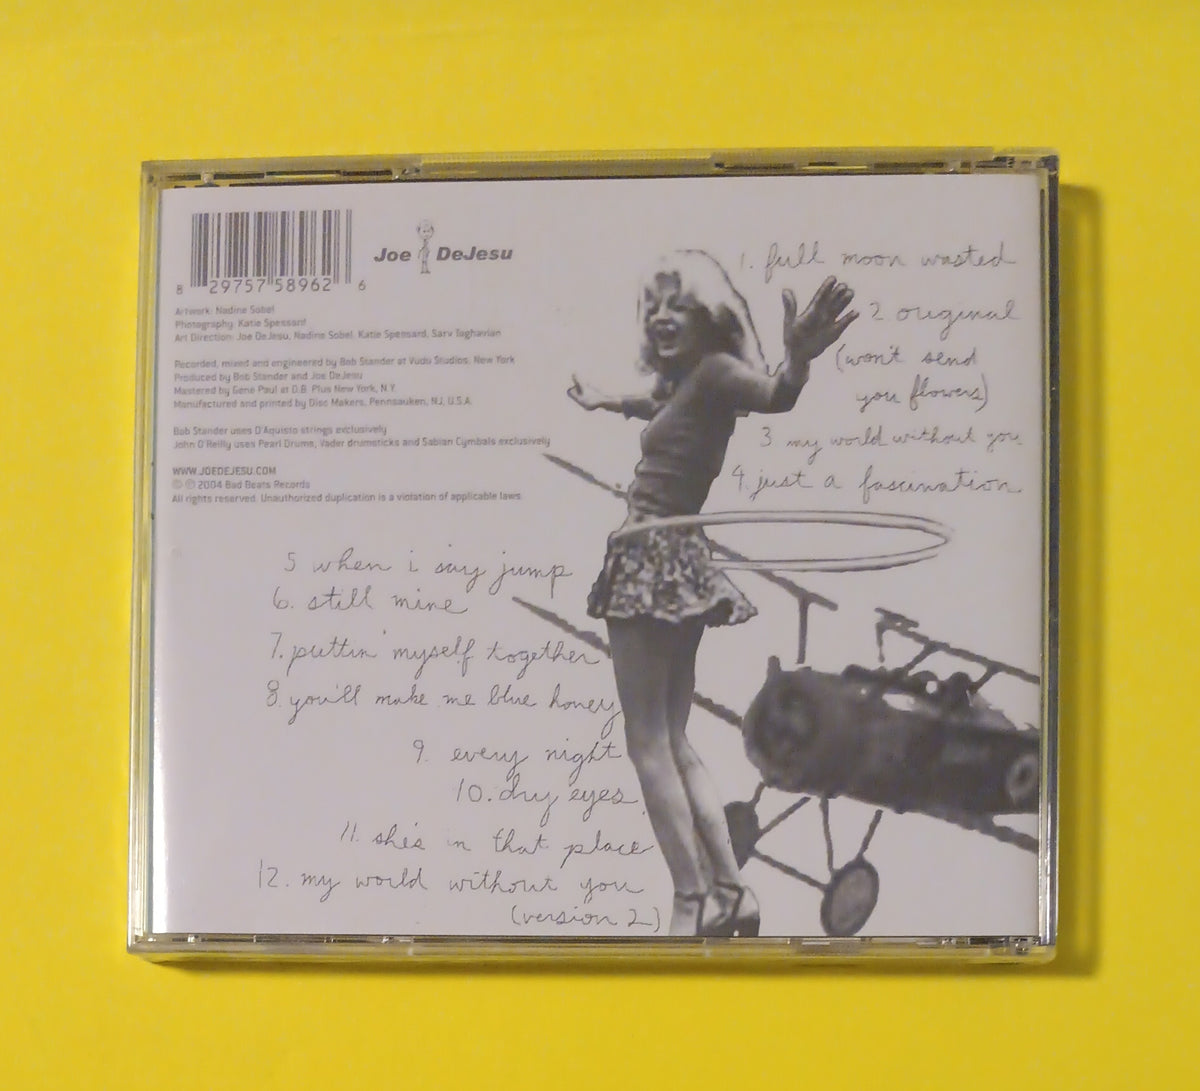 8 29757 58962 6
Joe DeJesu
Artwork: Nadine Sobel
Photography: Katie Spessard
Art Direction: Joe DeJesu, Nadine Sobel, Katie Spessard, Sarv Taghavian
Recorded, mixed and engineered by Bob Stander at Vudu Studios, New York
Produced by Bob Stander and Joe DeJesu
Mastered by Gene Paul at D.B. Plus New York, N.Y.
Manufactured and printed by Disc Makers, Pennsauken, NJ, U.S.A.
Bob Stander uses D'Aquisto strings exclusively
John O'Reilly uses Pearl Drums, Vader drumsticks and Sabian Cymbals exclusively
WWW.JOEDEJESU.COM
© ℗ 2004 Bad Beats Records
All rights reserved. Unauthorized duplication is a violation of applicable laws.
1. full moon wasted
2 original
(won't send
you flowers)
3 my world without you
4. just a fascination
5 when i say jump
6. still mine
7. puttin' myself together
8. you'll make me blue honey
9. every night
10. dry eyes
11. she's in that place
12. my world without you
(version 2)